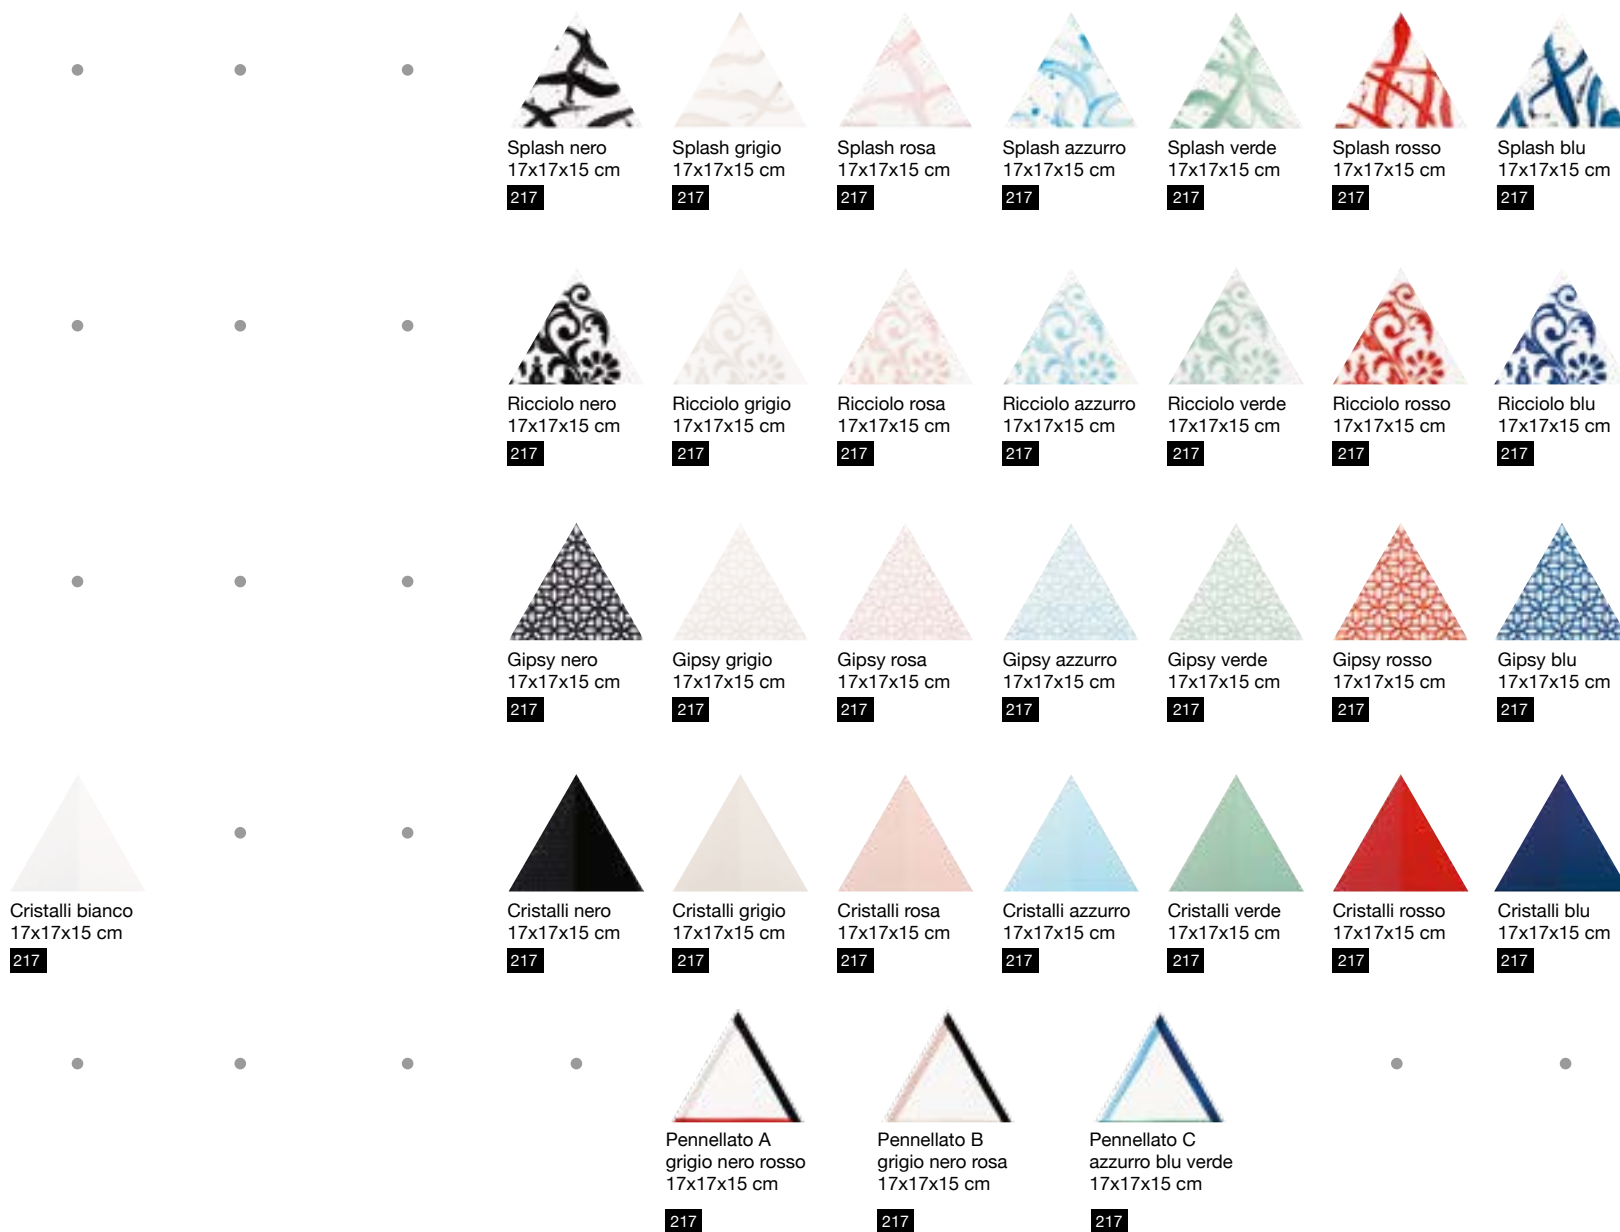 Splash nero
17x17x15 cm
217
Splash grigio
17x17x15 cm
217
Splash rosa
17x17x15 cm
217
Splash azzurro
17x17x15 cm
217
Splash verde
17x17x15 cm
217
Splash rosso
17x17x15 cm
217
Splash blu
17x17x15 cm
217
Ricciolo nero
17x17x15 cm
217
Ricciolo grigio
17x17x15 cm
217
Ricciolo rosa
17x17x15 cm
217
Ricciolo azzurro
17x17x15 cm
217
Ricciolo verde
17x17x15 cm
217
Ricciolo rosso
17x17x15 cm
217
Ricciolo blu
17x17x15 cm
217
Gipsy nero
17x17x15 cm
217
Gipsy grigio
17x17x15 cm
217
Gipsy rosa
17x17x15 cm
217
Gipsy azzurro
17x17x15 cm
217
Gipsy verde
17x17x15 cm
217
Gipsy rosso
17x17x15 cm
217
Gipsy blu
17x17x15 cm
217
Cristalli bianco
17x17x15 cm
217
Cristalli nero
17x17x15 cm
217
Cristalli grigio
17x17x15 cm
217
Cristalli rosa
17x17x15 cm
217
Cristalli azzurro
17x17x15 cm
217
Cristalli verde
17x17x15 cm
217
Cristalli rosso
17x17x15 cm
217
Cristalli blu
17x17x15 cm
217
Pennellato A
grigio nero rosso
17x17x15 cm
217
Pennellato B
grigio nero rosa
17x17x15 cm
217
Pennellato C
azzurro blu verde
17x17x15 cm
217